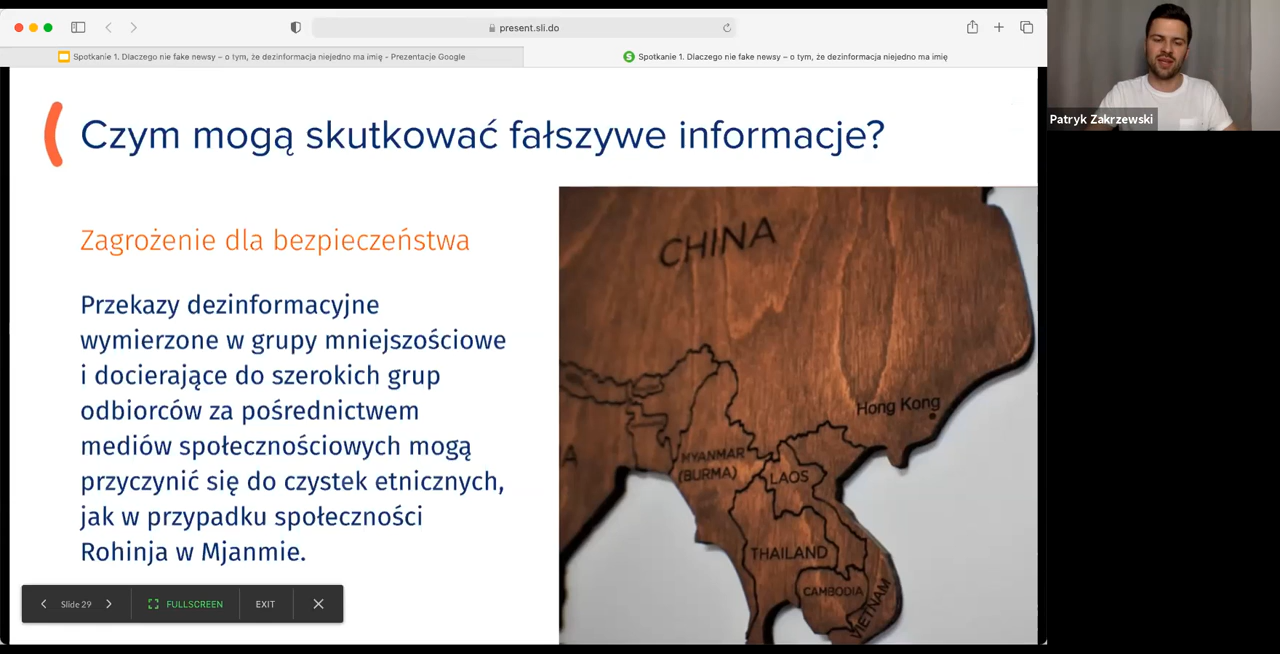 present.sli.do
Spotkanie 1. Dlaczego nie fake newsy – o tym, że dezinformacja niejedno ma imię - Prezentacje Google
Spotkanie 1. Dlaczego nie fake newsy – o tym, że dezinformacja niejedno ma imię
Patryk Zakrzewski
Czym mogą skutkować fałszywe informacje?
Zagrożenie dla bezpieczeństwa
Przekazy dezinformacyjne
wymierzone w grupy mniejszościowe
i docierające do szerokich grup
odbiorców za pośrednictwem
mediów społecznościowych mogą
przyczynić się do czystek etnicznych,
jak w przypadku społeczności
Rohinja w Mjanmie.
CHINA
Hong Kong
MYANMAR
(BURMA)
LAOS
THAILAND
CAMBODIA
VIETNAM
A
Slide 29
FULLSCREEN
EXIT